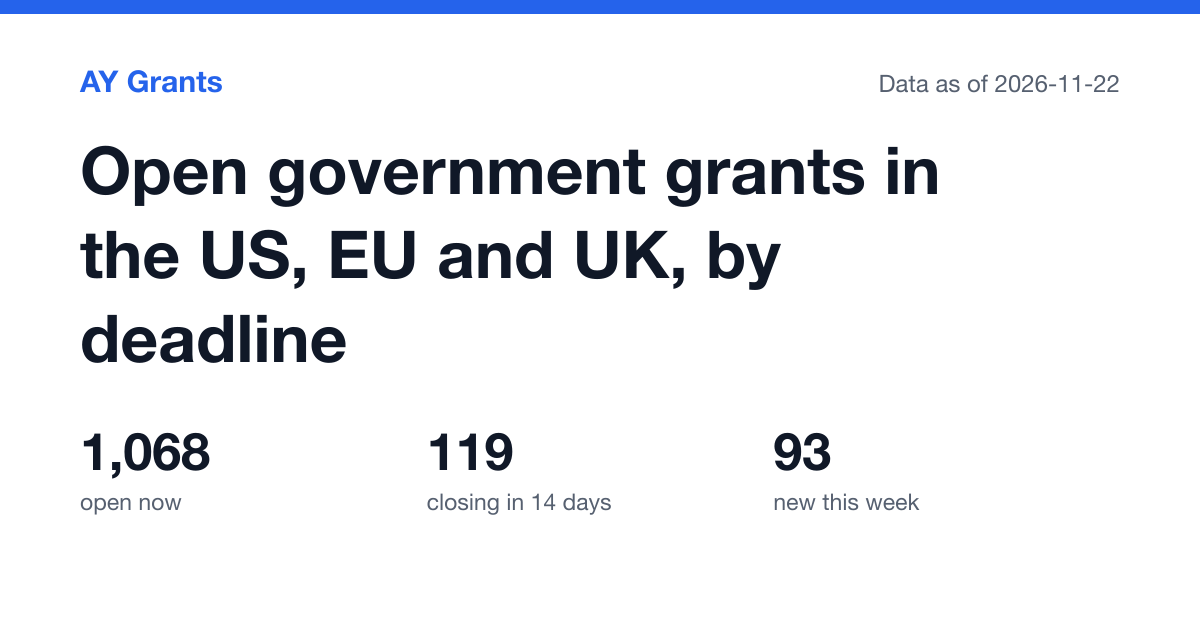 AY Grants
Data as of 2026-11-22
Open government grants in
the US, EU and UK, by
deadline
1,068
open now
119
closing in 14 days
93
new this week